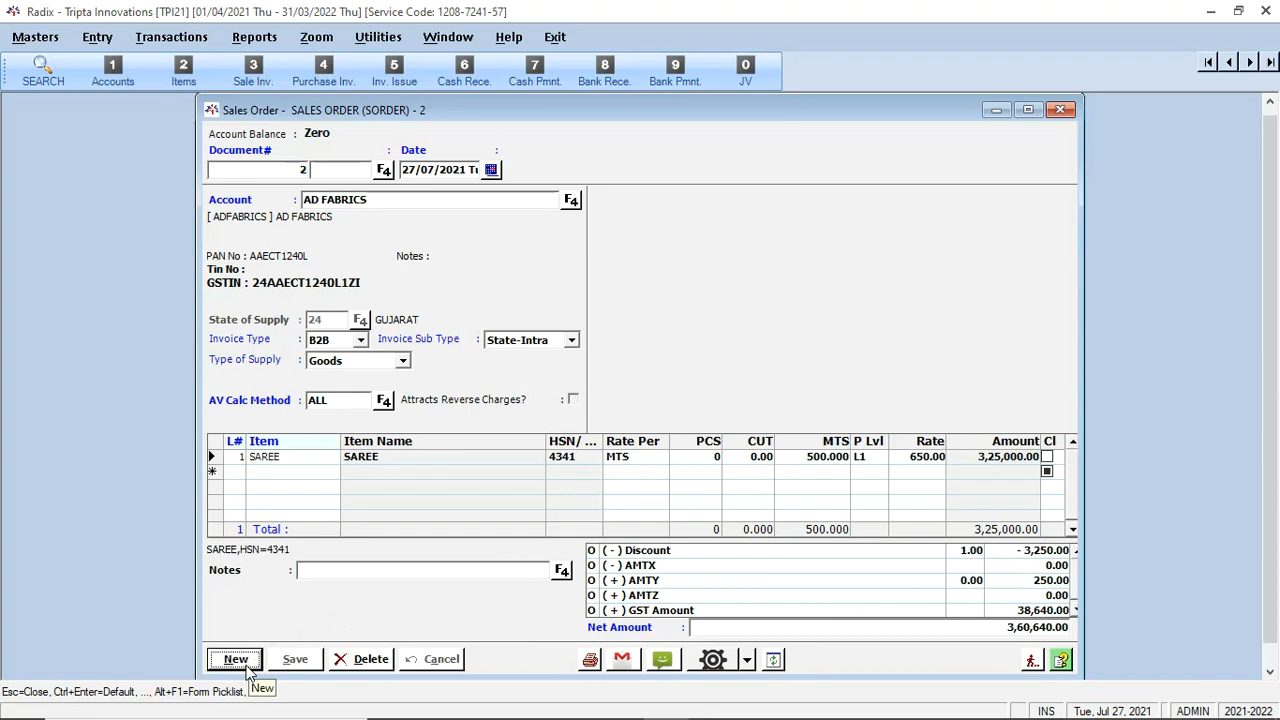 Radix - Tripta Innovations [TPI21] (01/04/2021 Thu - 31/03/2022 Thu) [Service Code: 1208-7241-57]
Masters Entry Transactions Reports Zoom Utilities Window Help Exit
1 2 3 4 5 6 7 8 9 0
SEARCH Accounts Items Sale Inv. Purchase Inv. Inv. Issue Cash Rece. Cash Pmnt. Bank Rece. Bank Pmnt. JV
Sales Order - SALES ORDER (SORDER) - 2
Account Balance : Zero
Document# : Date :
2 F4 27/07/2021 Tu
Account : AD FABRICS F4
[ ADFABRICS ] AD FABRICS
PAN No : AAECT1240L Notes :
Tin No :
GSTIN : 24AAECT1240L1ZI
State of Supply : 24 F4 GUJARAT
Invoice Type : B2B Invoice Sub Type : State-Intra
Type of Supply : Goods
AV Calc Method : ALL F4 Attracts Reverse Charges? :
L# Item Item Name HSN/ ... Rate Per PCS CUT MTS P Lvl Rate Amount Cl
1 SAREE SAREE 4341 MTS 0 0.00 500.000 L1 650.00 3,25,000.00
*
1 Total : 0 0.000 500.000 3,25,000.00
SAREE,HSN=4341
O ( - ) Discount 1.00 - 3,250.00
O ( - ) AMTX 0.00
Notes : F4
O ( + ) AMTY 0.00 250.00
O ( + ) AMTZ 0.00
O ( + ) GST Amount 38,640.00
Net Amount : 3,60,640.00
New Save Delete Cancel
New
Esc=Close, Ctrl+Enter=Default, ..., Alt+F1=Form Picklist,
INS Tue, Jul 27, 2021 ADMIN 2021-2022